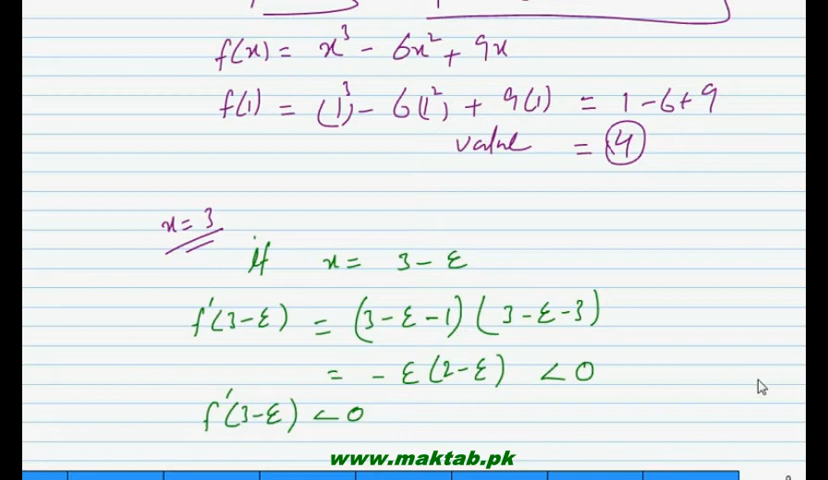 f(x) = x³ - 6x² + 9x
f(1) = (1)³ - 6(1²) + 9(1) = 1 - 6 + 9
value = 4
x = 3
If x = 3 - ε
f'(3-ε) = (3-ε-1)(3-ε-3)
= -ε(2-ε) < 0
f'(3-ε) < 0
www.maktab.pk